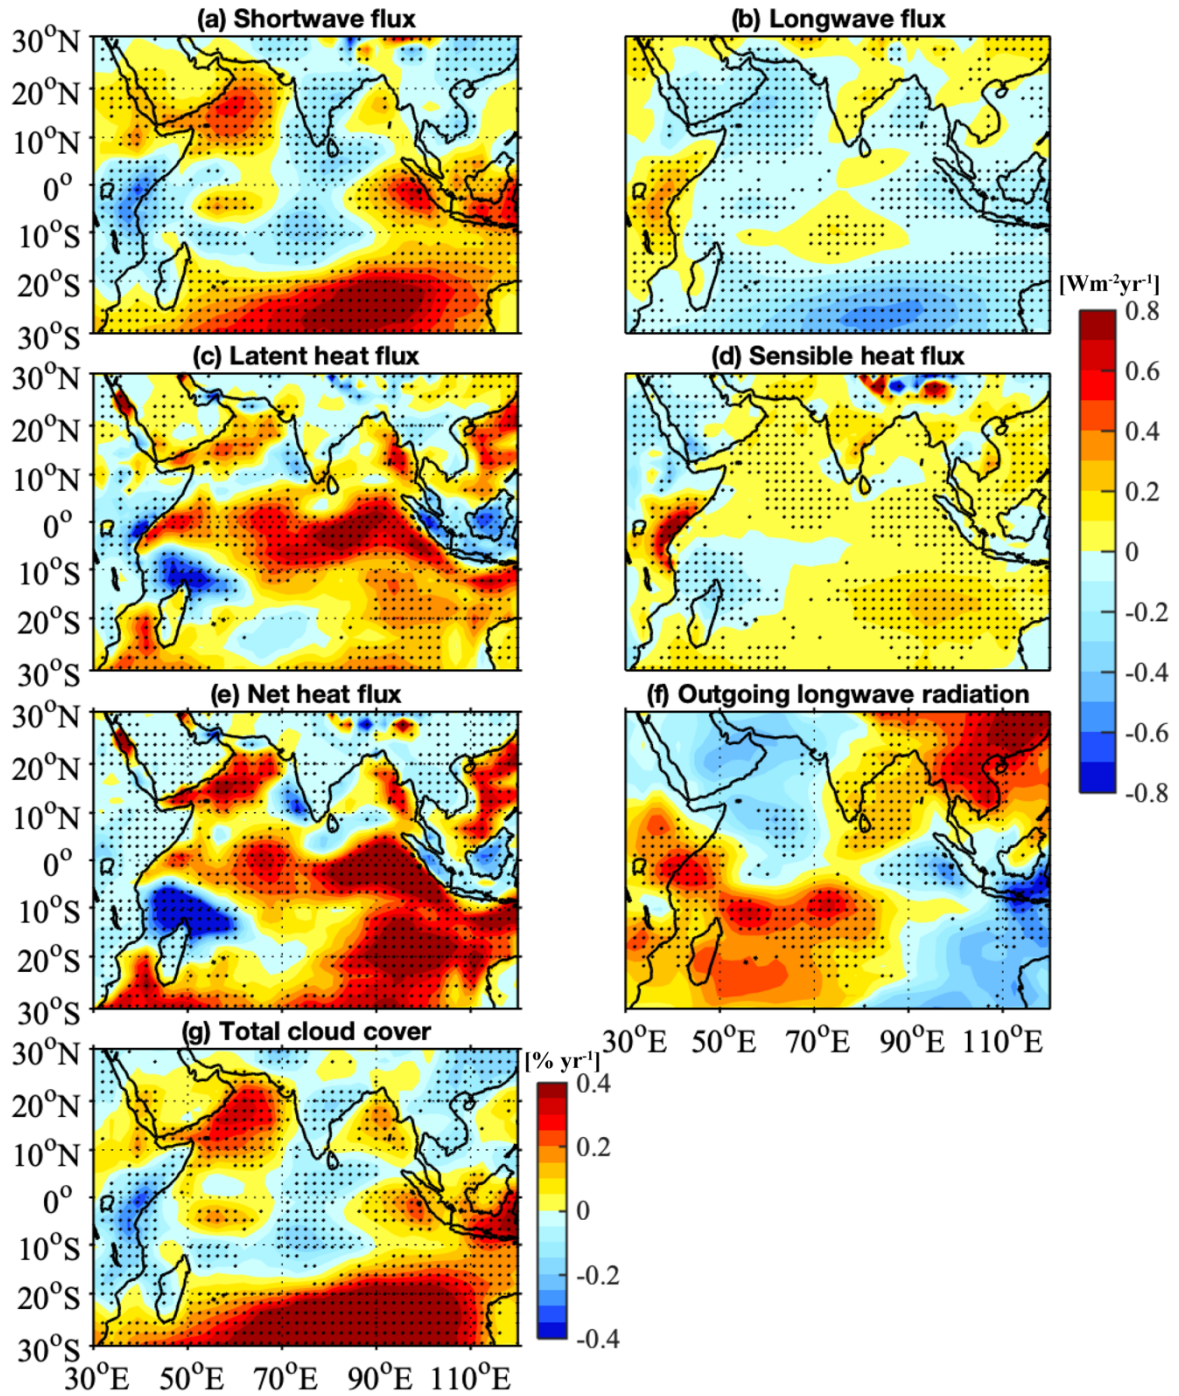 (a) Shortwave flux
(b) Longwave flux
30°N
20°N
10°N
0°
10°S
20°S
30°S
[Wm-2yr-1]
0.8
0.6
0.4
0.2
0
-0.2
-0.4
-0.6
-0.8
(c) Latent heat flux
(d) Sensible heat flux
30°N
20°N
10°N
0°
10°S
20°S
30°S
(e) Net heat flux
(f) Outgoing longwave radiation
30°N
20°N
10°N
0°
10°S
20°S
30°S
30°E 50°E 70°E 90°E 110°E
(g) Total cloud cover
30°N
20°N
10°N
0°
10°S
20°S
30°S
[% yr-1]
0.4
0.2
0
-0.2
-0.4
30°E 50°E 70°E 90°E 110°E